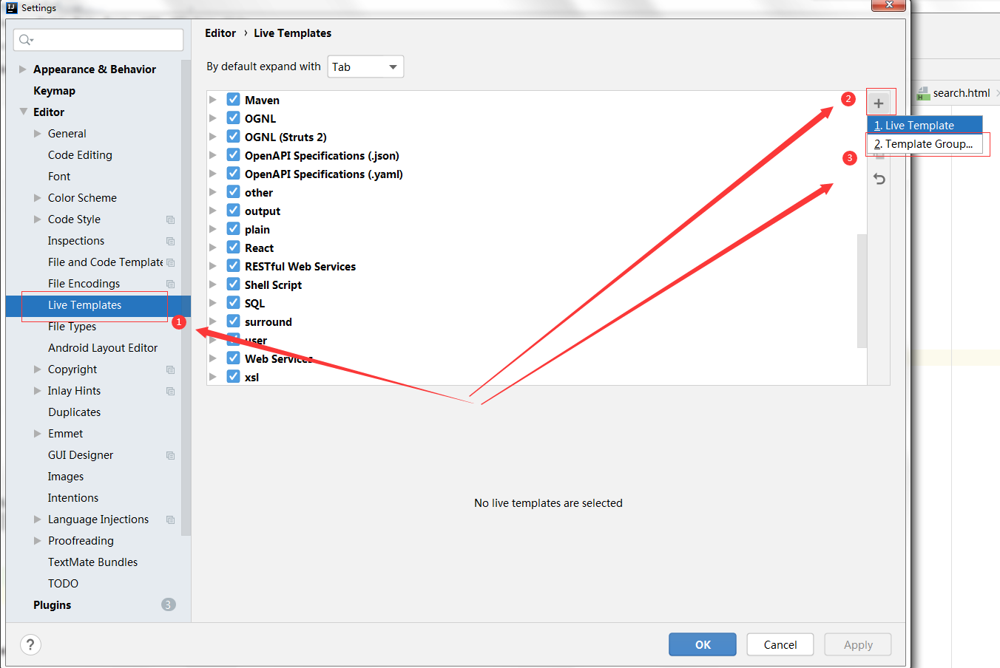 Settings
Editor › Live Templates
By default expand with Tab
Appearance & Behavior
Keymap
Editor
General
Code Editing
Font
Color Scheme
Code Style
Inspections
File and Code Template
File Encodings
Live Templates
1
File Types
Android Layout Editor
Copyright
Inlay Hints
Duplicates
Emmet
GUI Designer
Images
Intentions
Language Injections
Proofreading
TextMate Bundles
TODO
Plugins 3
Maven
OGNL
OGNL (Struts 2)
OpenAPI Specifications (.json)
OpenAPI Specifications (.yaml)
other
output
plain
React
RESTful Web Services
Shell Script
SQL
surround
user
Web Services
xsl
2
+
1. Live Template
2. Template Group...
3
No live templates are selected
?
OK
Cancel
Apply
search.html